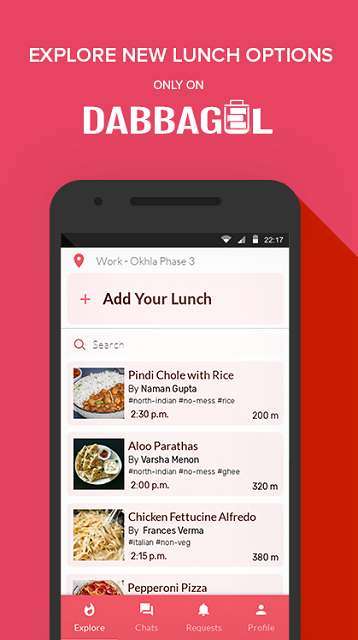 EXPLORE NEW LUNCH OPTIONS
ONLY ON
DABBAGEL
22:17
Work - Okhla Phase 3
+ Add Your Lunch
Search
Pindi Chole with Rice
By Naman Gupta
#north-indian #no-mess #rice
2:30 p.m. 200 m
Aloo Parathas
By Varsha Menon
#north-indian #no-mess #ghee
2:00 p.m. 320 m
Chicken Fettucine Alfredo
By Frances Verma
#italian #non-veg
2:15 p.m. 380 m
Pepperoni Pizza
Explore Chats Requests Profile